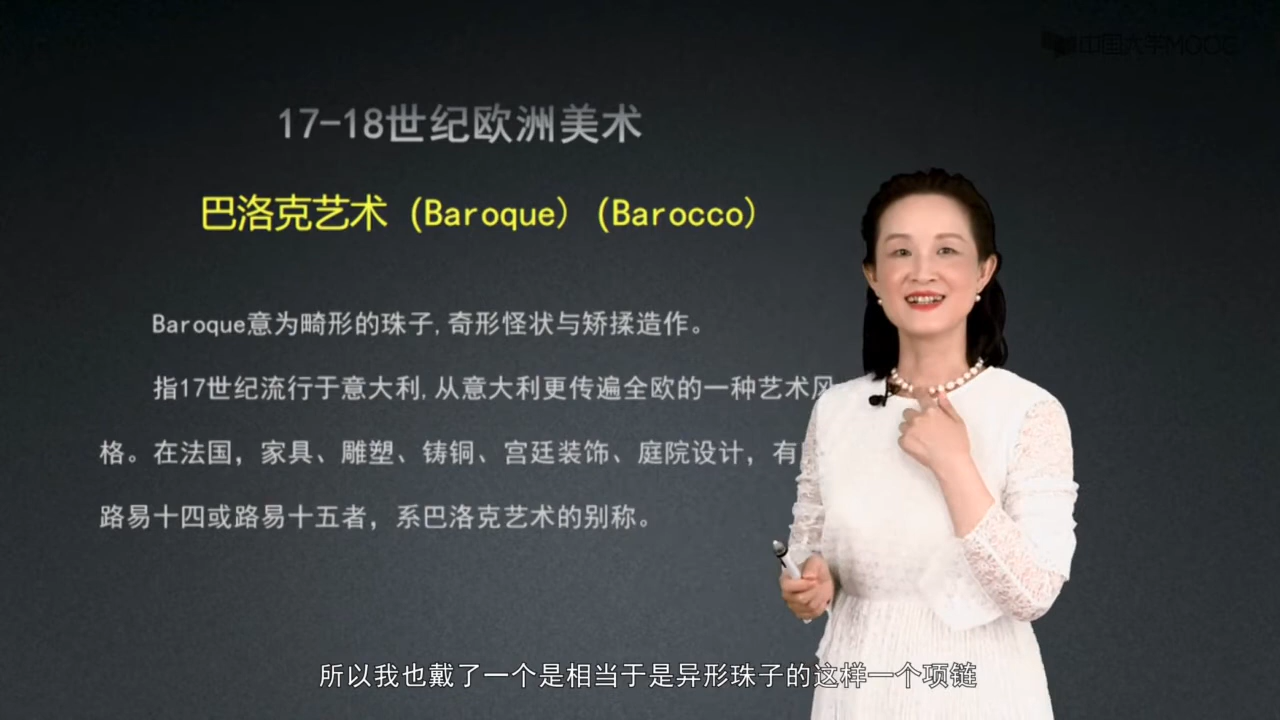 中国大学MOOC
17-18世纪欧洲美术
巴洛克艺术（Baroque）（Barocco）
Baroque意为畸形的珠子,奇形怪状与矫揉造作。
指17世纪流行于意大利,从意大利更传遍全欧的一种艺术风
格。在法国，家具、雕塑、铸铜、宫廷装饰、庭院设计，有
路易十四或路易十五者，系巴洛克艺术的别称。
所以我也戴了一个是相当于是异形珠子的这样一个项链